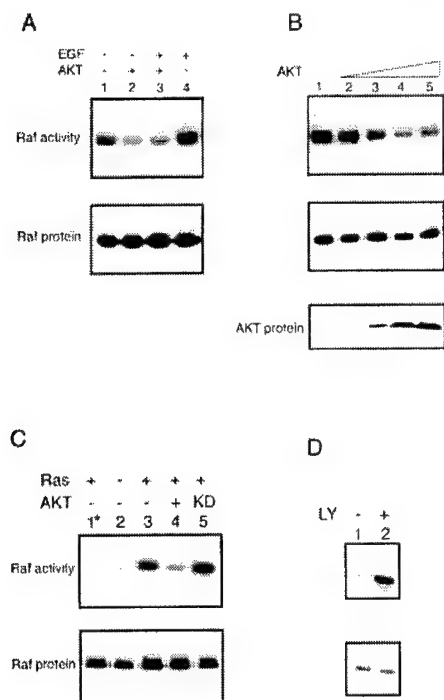 A
EGF - - + +
AKT - + + -
1 2 3 4
Raf activity
Raf protein
B
AKT
1 2 3 4 5
AKT protein
C
Ras + - + + +
AKT - - - + KD
1* 2 3 4 5
Raf activity
Raf protein
D
LY - +
1 2